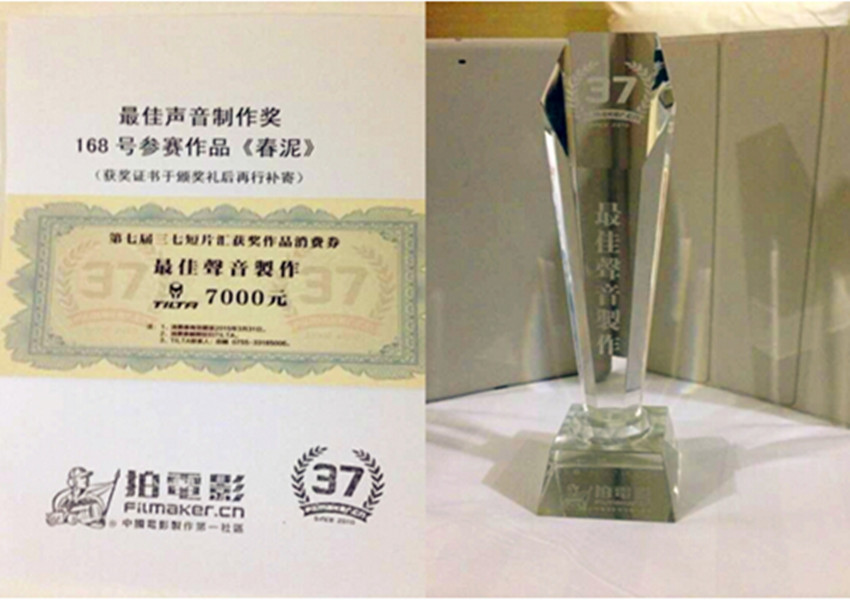 最佳声音制作奖
168 号参赛作品《春泥》
（获奖证书于颁奖礼后再行补寄）
第七届三七短片汇获奖作品消费券
37
37
最佳聲音製作
TILTA 7000元
拍電影
Filmaker.cn
中國電影製作第一社區
37
SINCE 2010
37
最佳聲音製作
拍電影